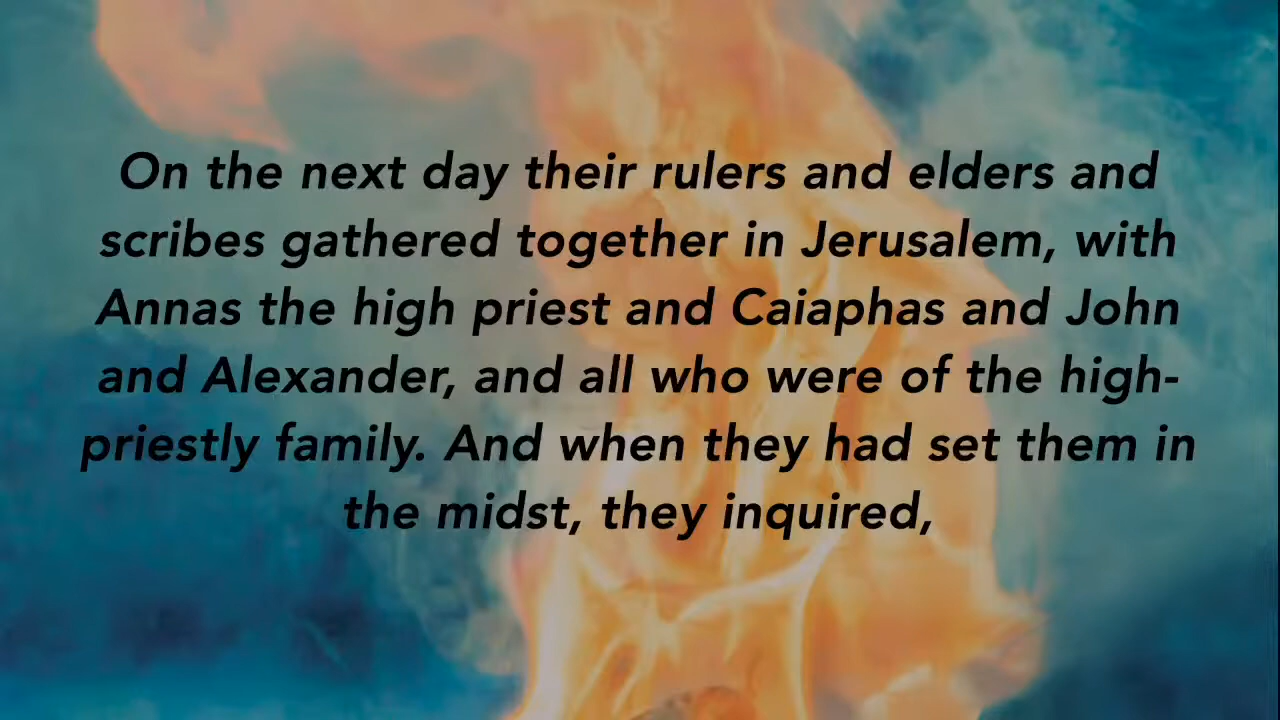 On the next day their rulers and elders and
scribes gathered together in Jerusalem, with
Annas the high priest and Caiaphas and John
and Alexander, and all who were of the high-
priestly family. And when they had set them in
the midst, they inquired,